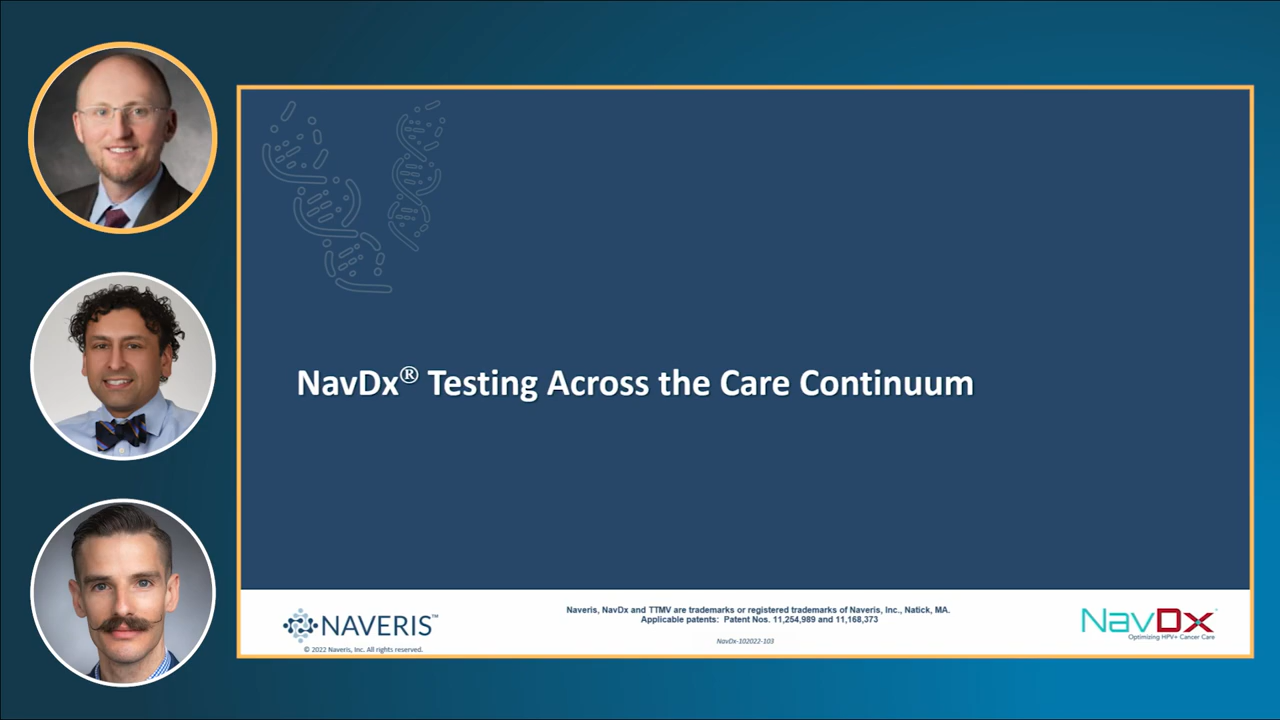 NavDx® Testing Across the Care Continuum
NAVERIS™
© 2022 Naveris, Inc. All rights reserved.
Naveris, NavDx and TTMV are trademarks or registered trademarks of Naveris, Inc., Natick, MA.
Applicable patents: Patent Nos. 11,254,989 and 11,168,373
NavDx-102022-103
NavDx
Optimizing HPV+ Cancer Care